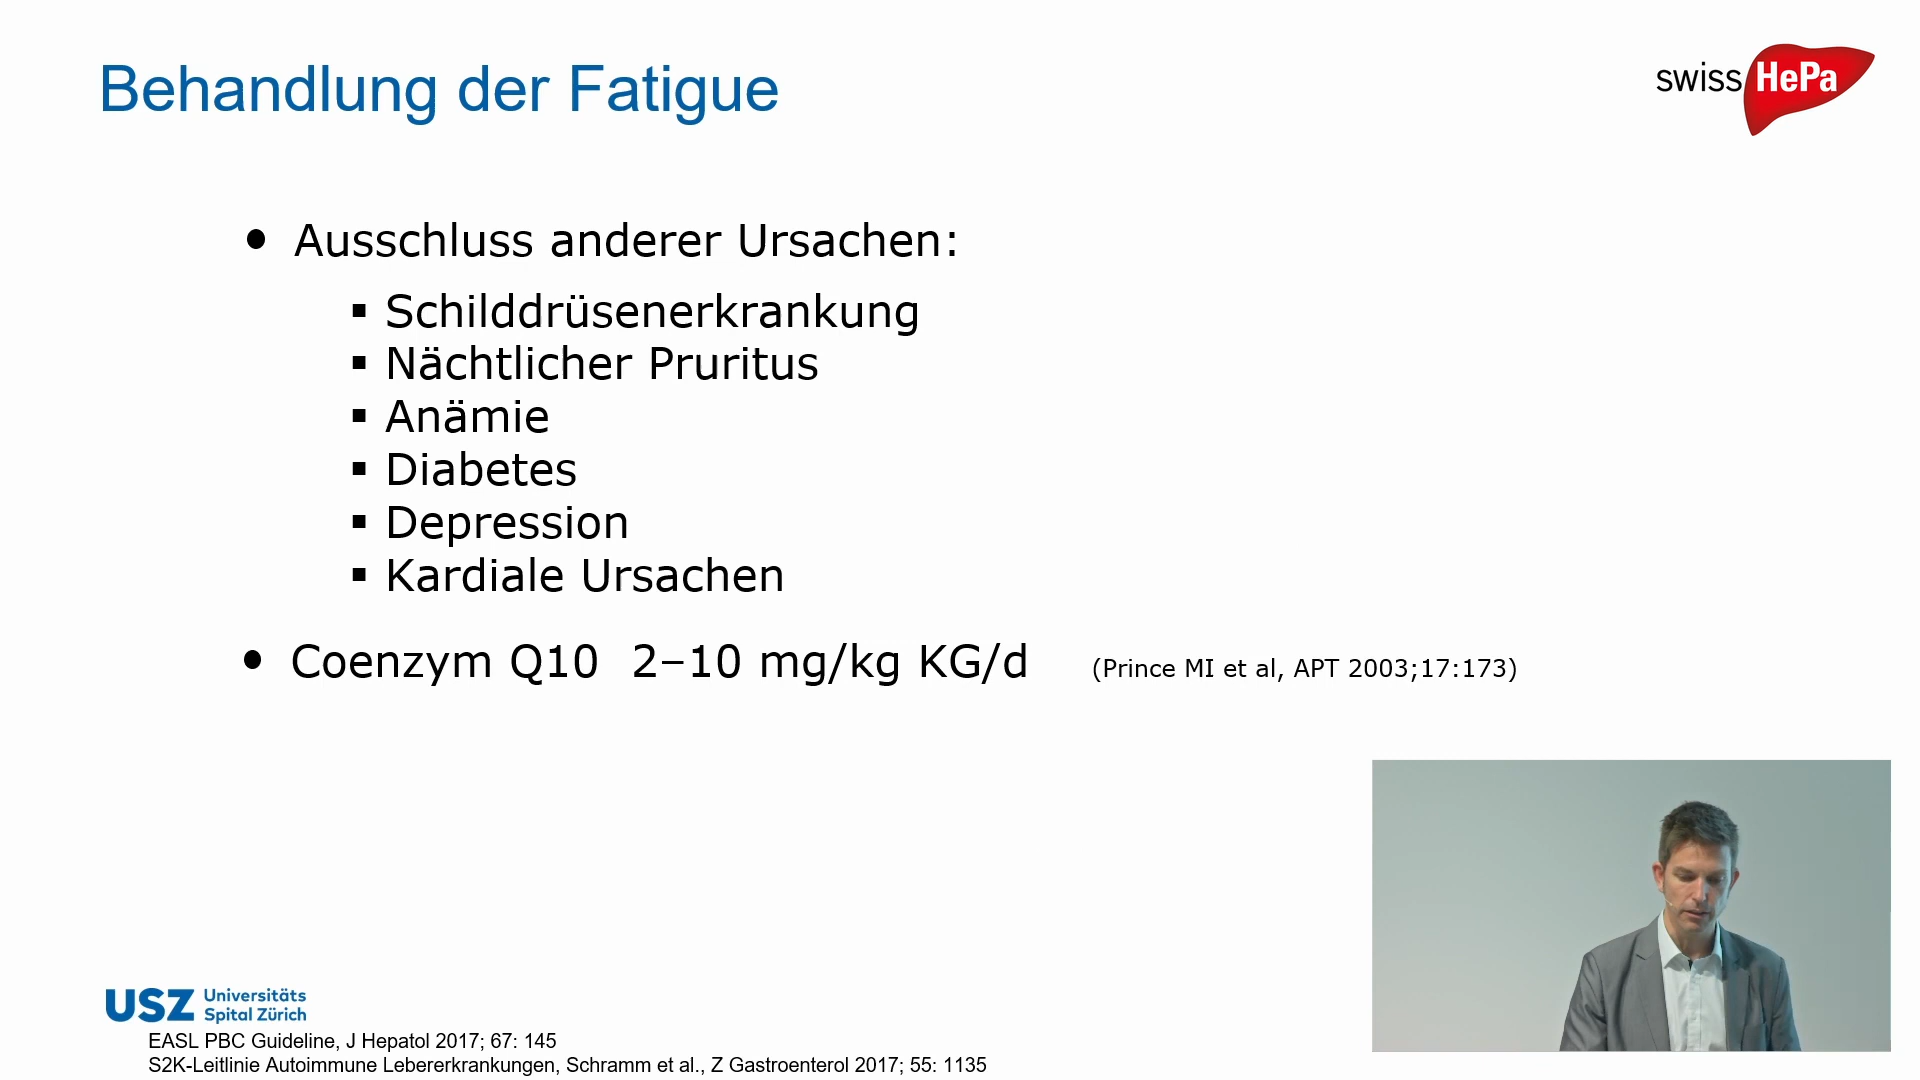 Behandlung der Fatigue
swiss HePa
• Ausschluss anderer Ursachen:
▪ Schilddrüsenerkrankung
▪ Nächtlicher Pruritus
▪ Anämie
▪ Diabetes
▪ Depression
▪ Kardiale Ursachen
• Coenzym Q10 2–10 mg/kg KG/d (Prince MI et al, APT 2003;17:173)
USZ Universitäts
Spital Zürich
EASL PBC Guideline, J Hepatol 2017; 67: 145
S2K-Leitlinie Autoimmune Lebererkrankungen, Schramm et al., Z Gastroenterol 2017; 55: 1135